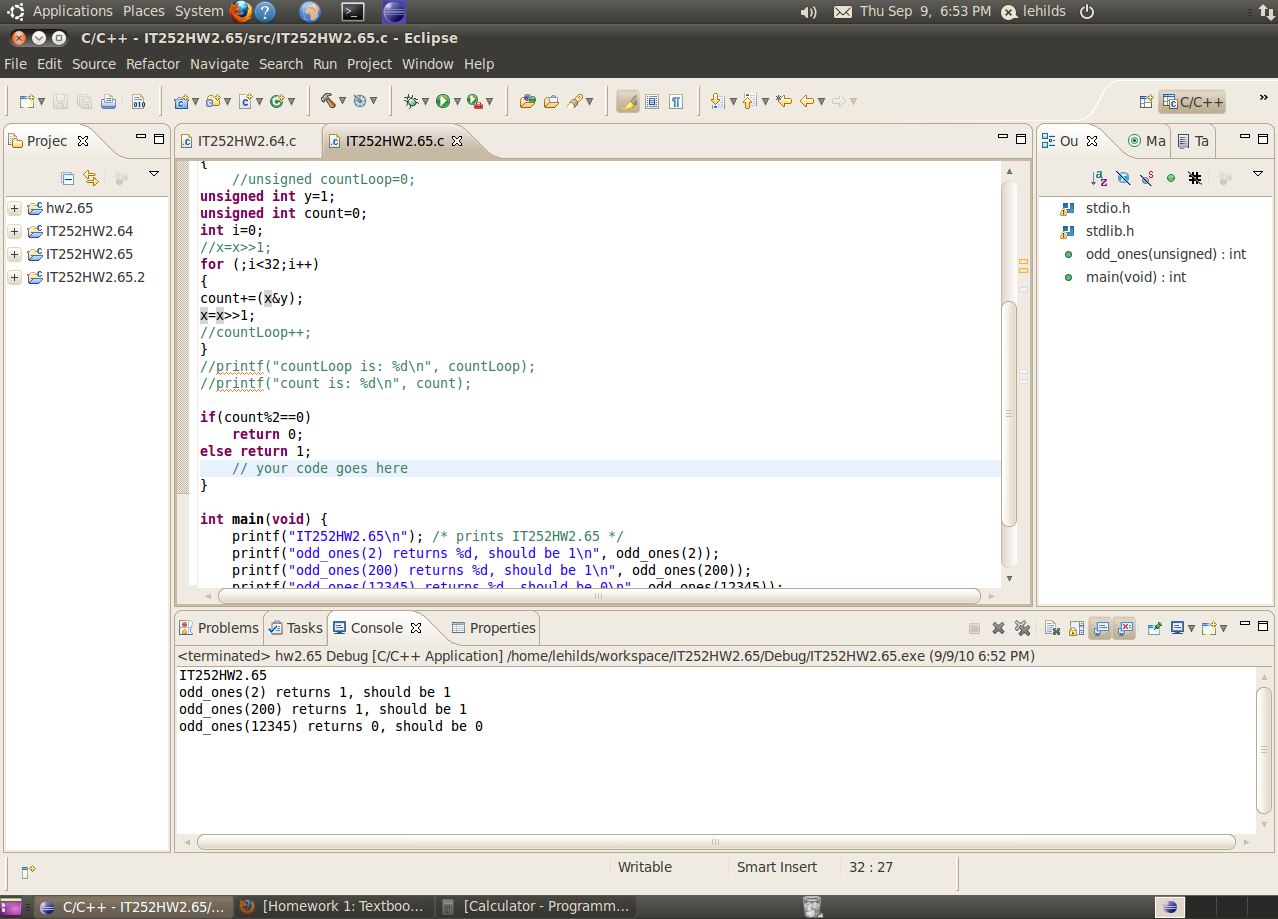 Applications Places System Thu Sep 9, 6:53 PM lehilds
C/C++ - IT252HW2.65/src/IT252HW2.65.c - Eclipse
File Edit Source Refactor Navigate Search Run Project Window Help
C/C++
Projec
IT252HW2.64.c IT252HW2.65.c
Ou Ma Ta
hw2.65
IT252HW2.64
IT252HW2.65
IT252HW2.65.2
{
//unsigned countLoop=0;
unsigned int y=1;
unsigned int count=0;
int i=0;
//x=x>>1;
for (;i<32;i++)
{
count+=(x&y);
x=x>>1;
//countLoop++;
}
//printf("countLoop is: %d\n", countLoop);
//printf("count is: %d\n", count);
if(count%2==0)
return 0;
else return 1;
// your code goes here
}
int main(void) {
printf("IT252HW2.65\n"); /* prints IT252HW2.65 */
printf("odd_ones(2) returns %d, should be 1\n", odd_ones(2));
printf("odd_ones(200) returns %d, should be 1\n", odd_ones(200));
printf("odd_ones(12345) returns %d, should be 0\n", odd_ones(12345));
stdio.h
stdlib.h
odd_ones(unsigned) : int
main(void) : int
Problems Tasks Console Properties
<terminated> hw2.65 Debug [C/C++ Application] /home/lehilds/workspace/IT252HW2.65/Debug/IT252HW2.65.exe (9/9/10 6:52 PM)
IT252HW2.65
odd_ones(2) returns 1, should be 1
odd_ones(200) returns 1, should be 1
odd_ones(12345) returns 0, should be 0
Writable Smart Insert 32 : 27
C/C++ - IT252HW2.65/... [Homework 1: Textboo... [Calculator - Programm...